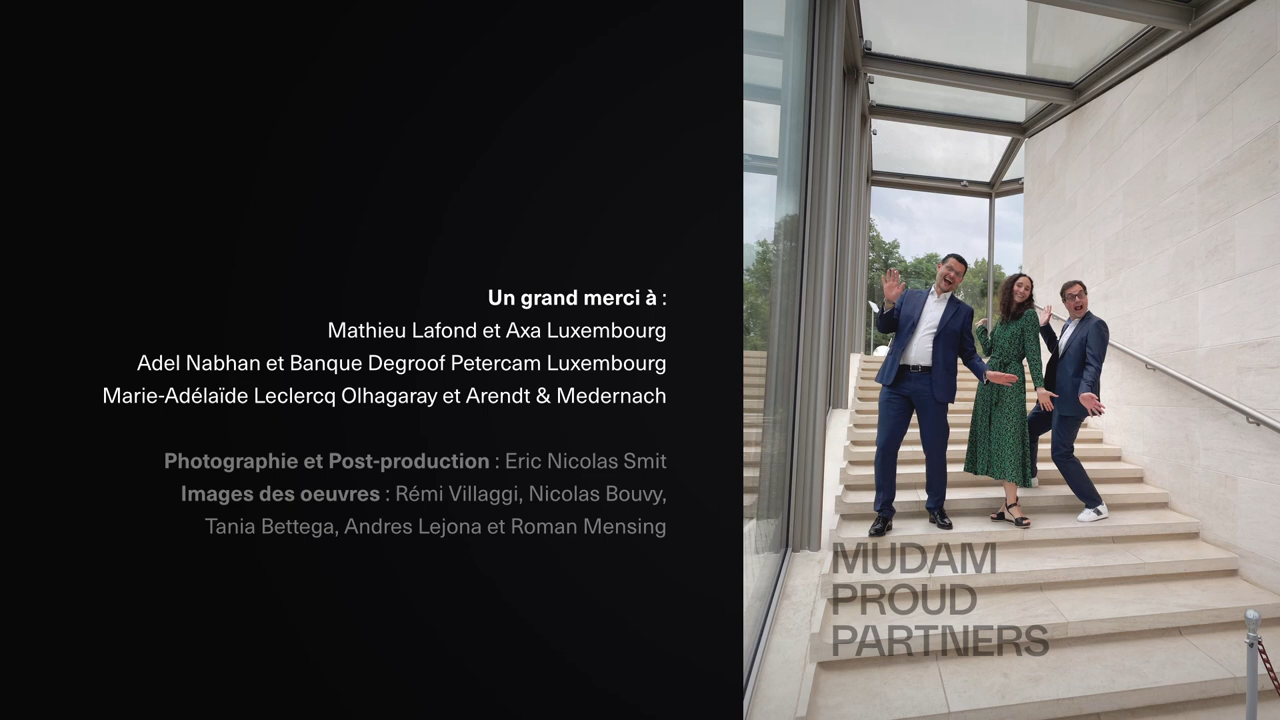 Un grand merci à :
Mathieu Lafond et Axa Luxembourg
Adel Nabhan et Banque Degroof Petercam Luxembourg
Marie-Adélaïde Leclercq Olhagaray et Arendt & Medernach
Photographie et Post-production : Eric Nicolas Smit
Images des oeuvres : Rémi Villaggi, Nicolas Bouvy,
Tania Bettega, Andres Lejona et Roman Mensing
MUDAM
PROUD
PARTNERS